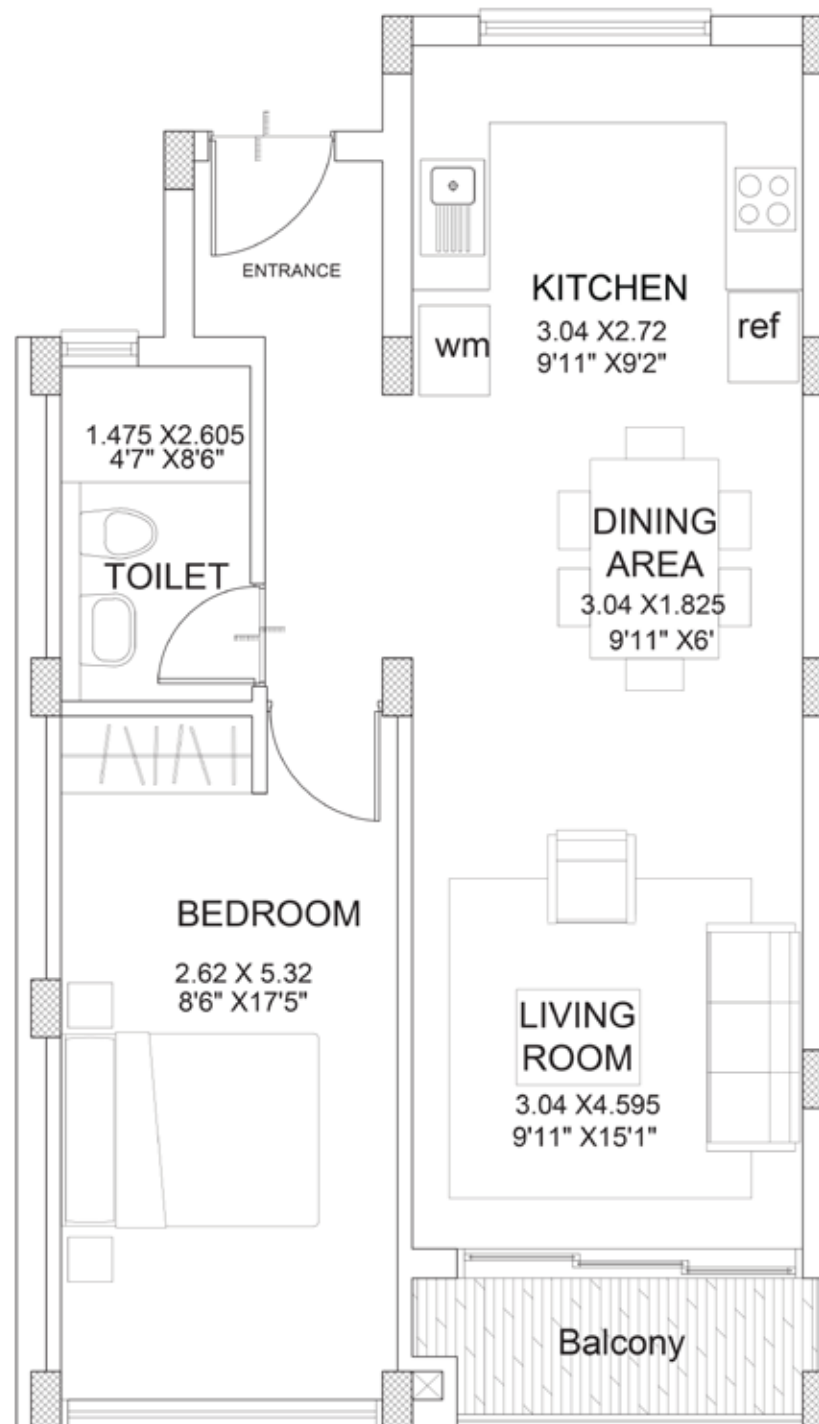 ENTRANCE
KITCHEN
3.04 X2.72
9'11" X9'2"
wm
ref
1.475 X2.605
4'7" X8'6"
TOILET
DINING
AREA
3.04 X1.825
9'11" X6'
BEDROOM
2.62 X 5.32
8'6" X17'5"
LIVING
ROOM
3.04 X4.595
9'11" X15'1"
Balcony